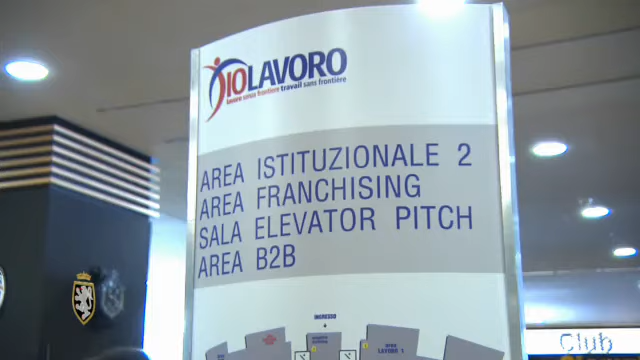 IOLAVORO
lavoro senza frontiere travail sans frontière
AREA ISTITUZIONALE 2
AREA FRANCHISING
SALA ELEVATOR PITCH
AREA B2B
INGRESSO
Club